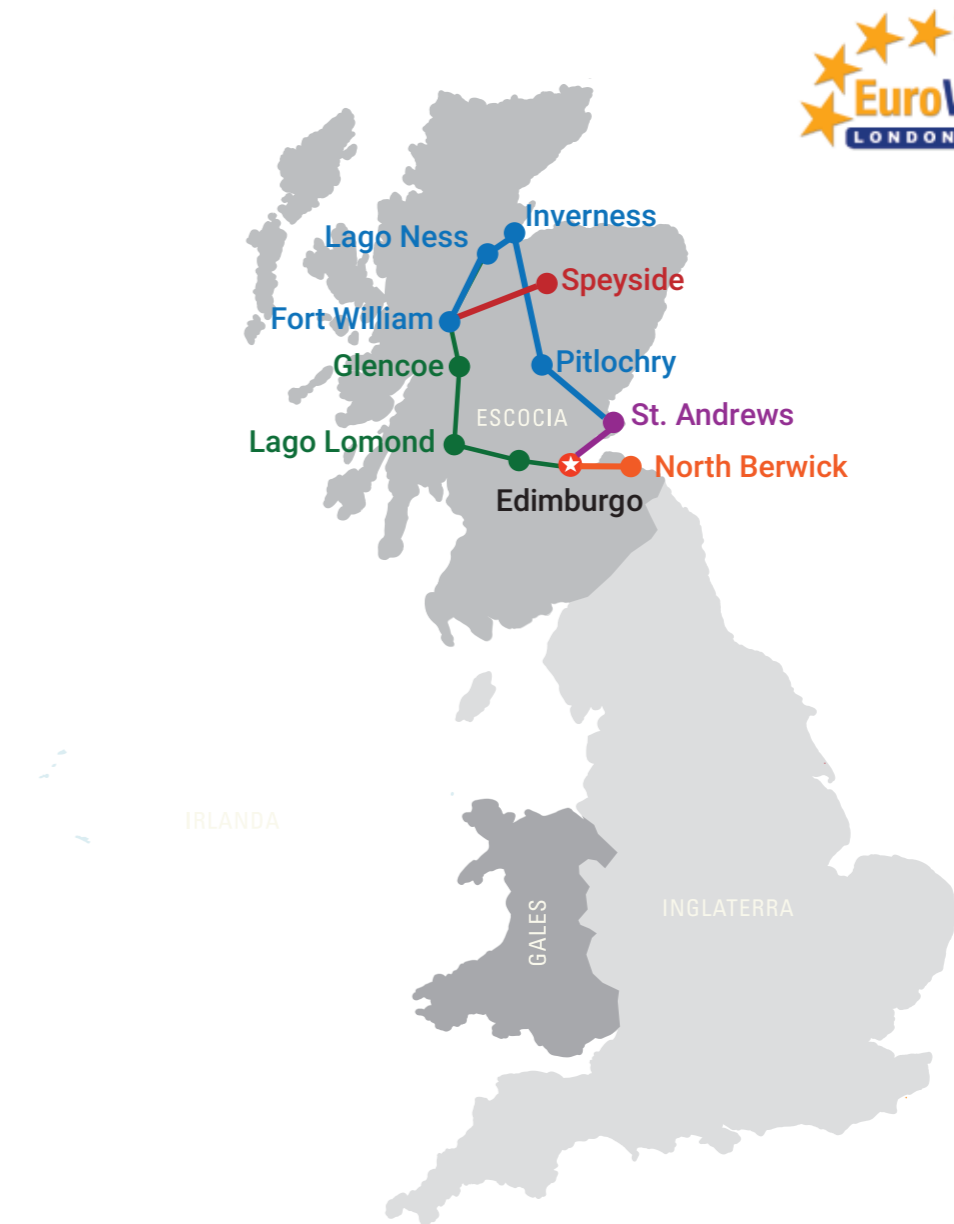 EuroV
LONDON
Inverness
Lago Ness
Speyside
Fort William
Pitlochry
Glencoe
St. Andrews
ESCOCIA
Lago Lomond
North Berwick
Edimburgo
IRLANDA
INGLATERRA
GALES